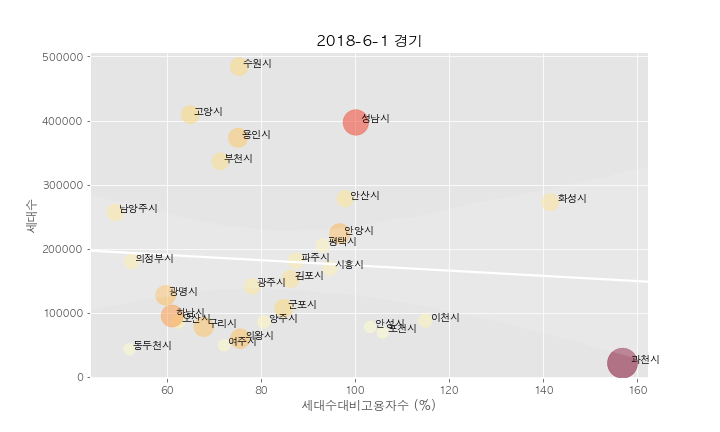 2018-6-1 경기
세대수
500000
400000
300000
200000
100000
0
수원시
고양시
성남시
용인시
부천시
안산시
화성시
남양주시
안양시
평택시
의정부시
파주시
시흥시
김포시
광주시
광명시
군포시
하남시
오산시
구리시
양주시
안성시
포천시
이천시
의왕시
여주시
동두천시
과천시
60
80
100
120
140
160
세대수대비고용자수 (%)